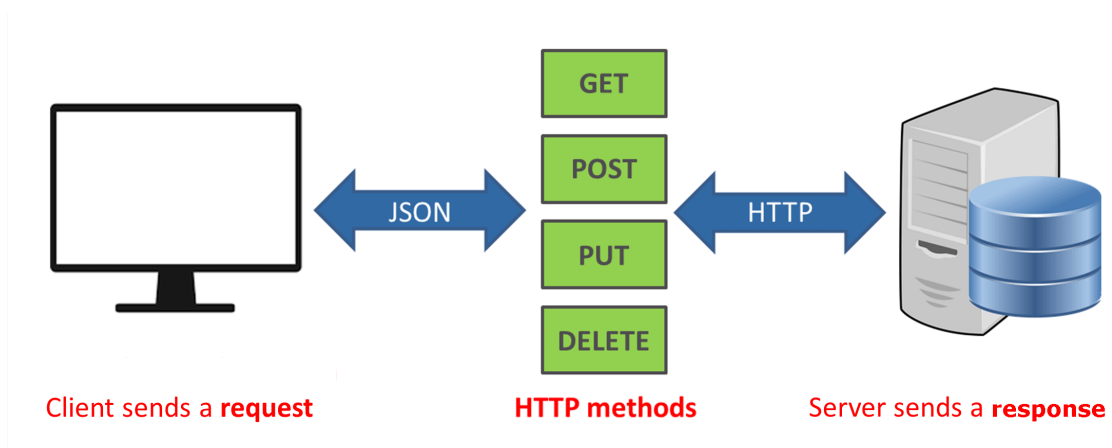 GET
POST
JSON
HTTP
PUT
DELETE
Client sends a request
HTTP methods
Server sends a response